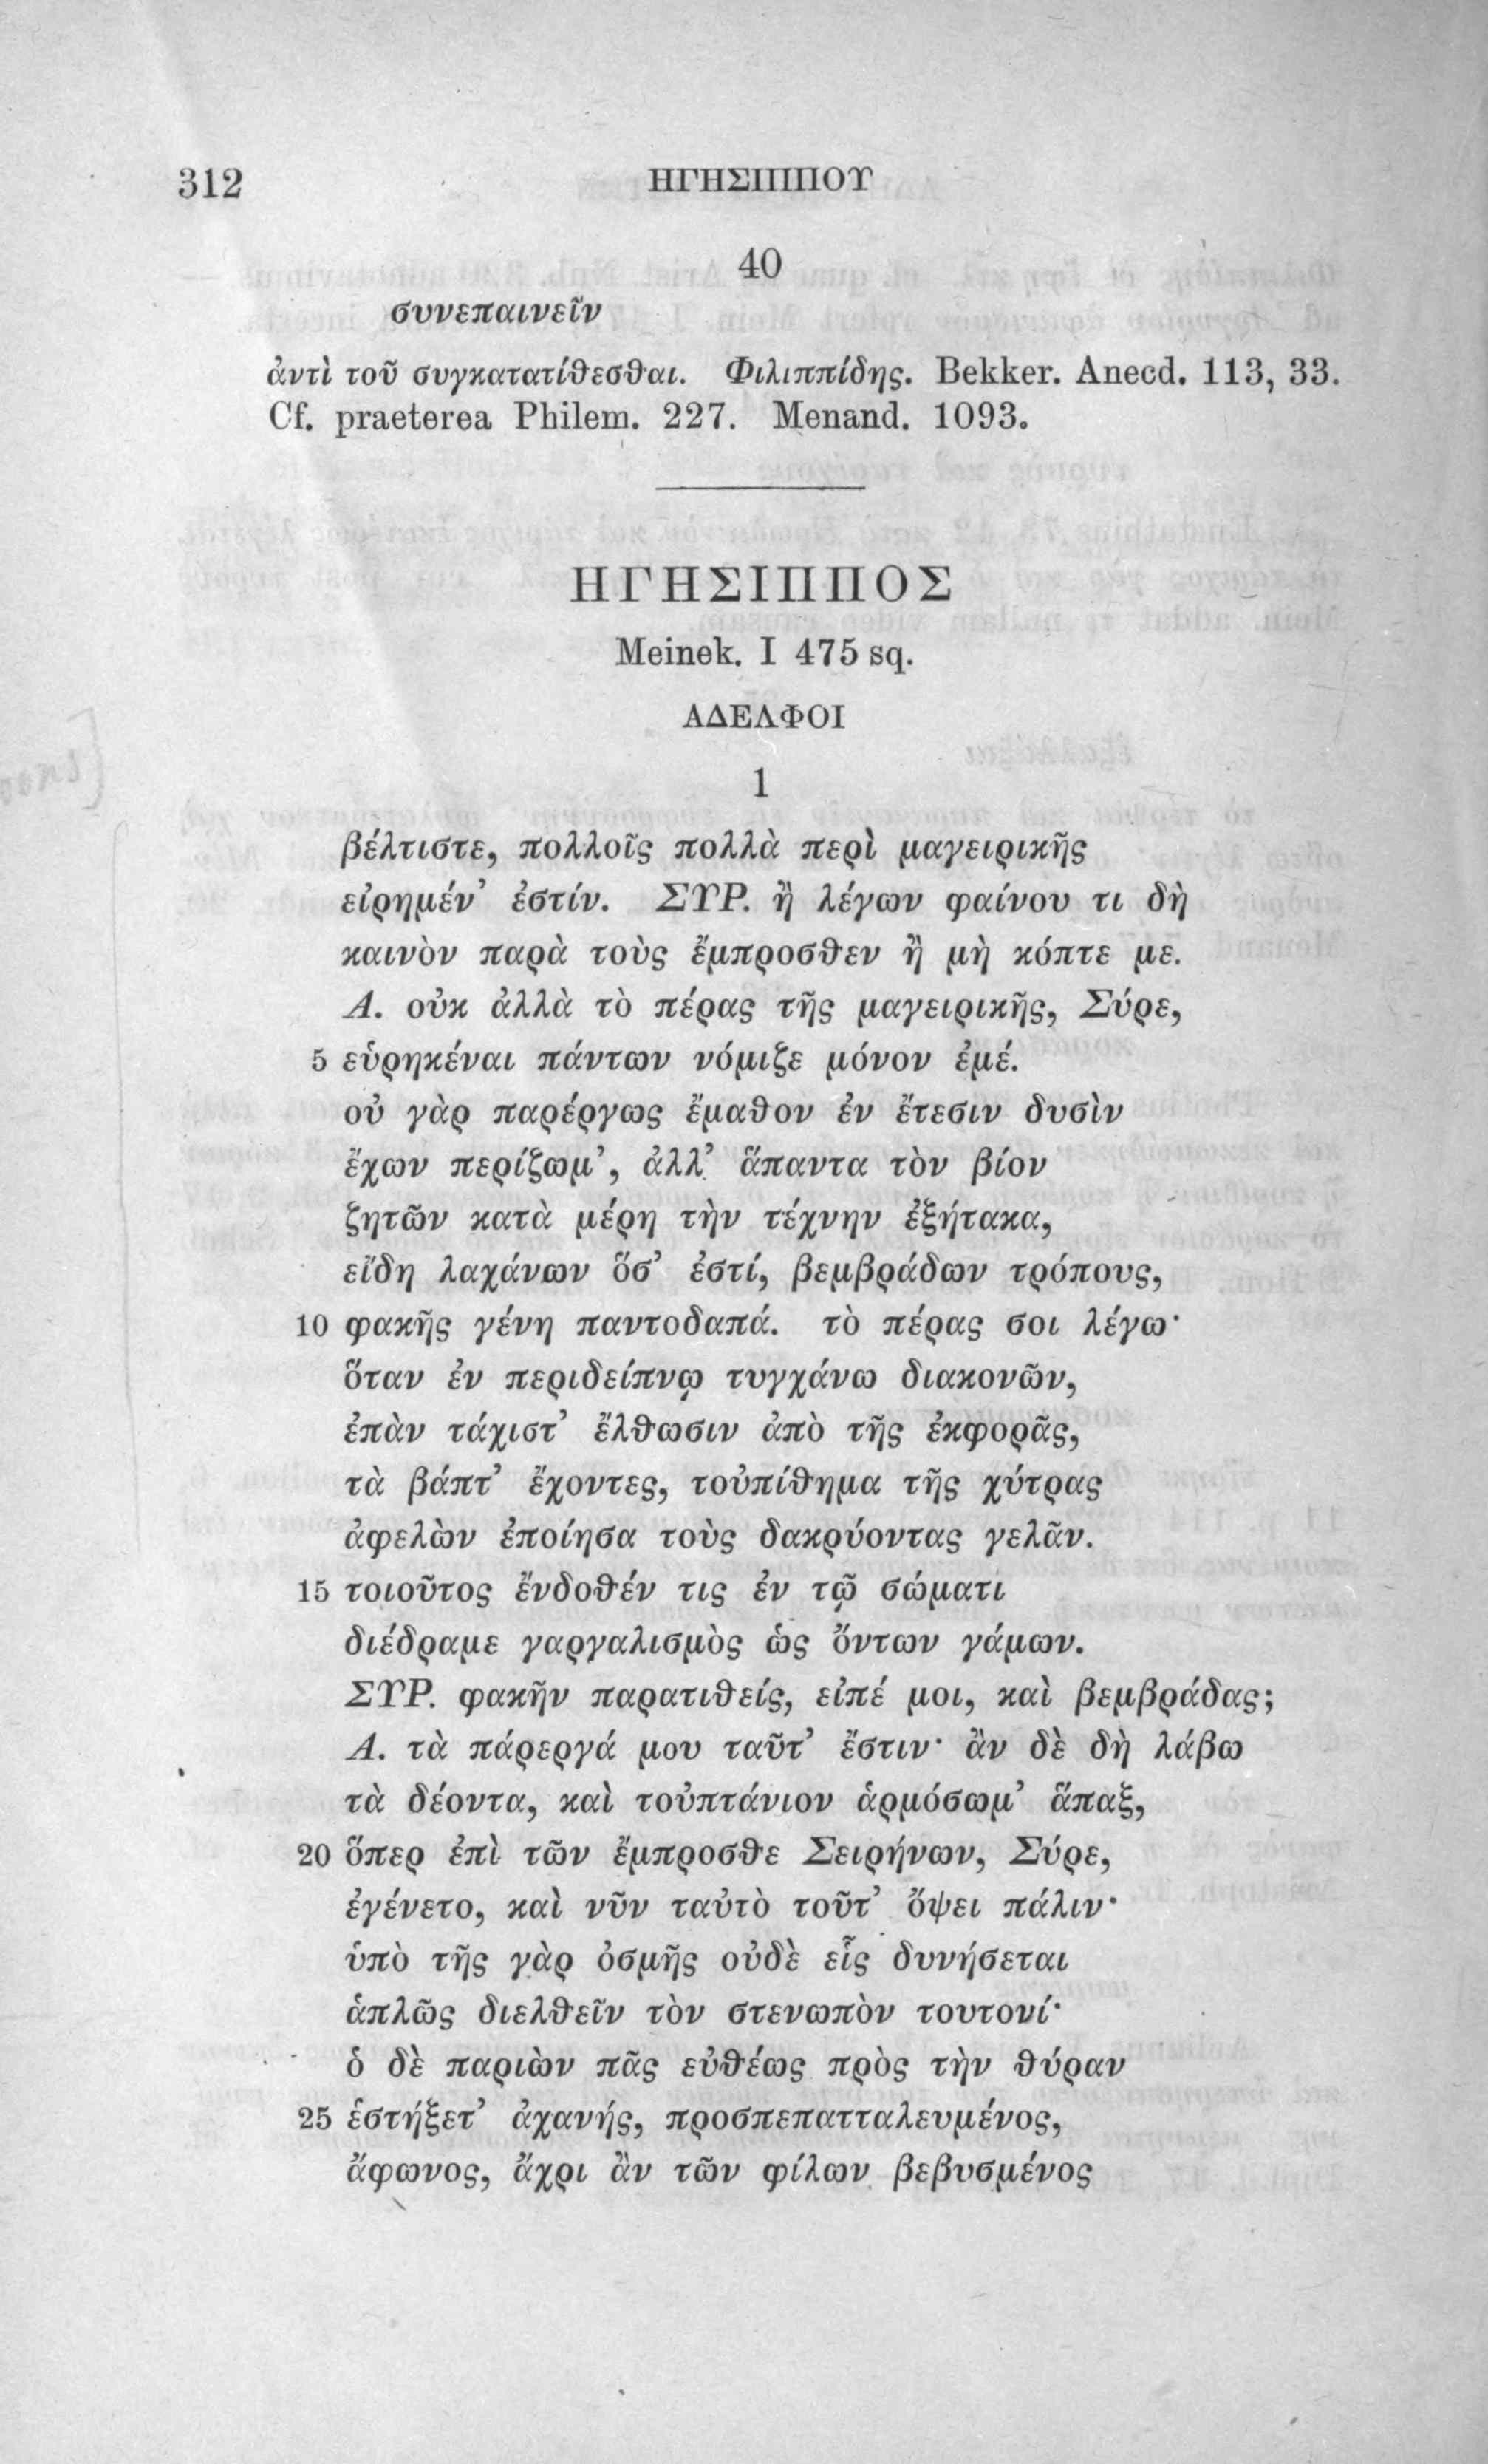 312
ΗΓΗΣΙΠΠΟΥ
40
συνεπαινεῖν
ἀντὶ τοῦ συγκατατίθεσθαι. Φιλιππίδης. Bekker. Anecd. 113, 33.
Cf. praeterea Philem. 227. Menand. 1093.
ΗΓΗΣΙΠΠΟΣ
Meinek. I 475 sq.
ΑΔΕΛΦΟΙ
1
βέλτιστε, πολλοῖς πολλὰ περὶ μαγειρικῆς
εἰρημέν’ ἐστίν. ΣΥΡ. ἢ λέγων φαίνου τι δὴ
καινὸν παρὰ τοὺς ἔμπροσθεν ἢ μὴ κόπτε με.
Α. οὐκ ἀλλὰ τὸ πέρας τῆς μαγειρικῆς, Σύρε,
5 εὑρηκέναι πάντων νόμιζε μόνον ἐμέ.
οὐ γὰρ παρέργως ἔμαθον ἐν ἔτεσιν δυσὶν
ἔχων περίζωμ’, ἀλλ’ ἅπαντα τὸν βίον
ζητῶν κατὰ μέρη τὴν τέχνην ἐξήτακα,
εἴδη λαχάνων ὅσ’ ἐστί, βεμβράδων τρόπους,
10 φακῆς γένη παντοδαπά. τὸ πέρας σοι λέγω·
ὅταν ἐν περιδείπνῳ τυγχάνω διακονῶν,
ἐπὰν τάχιστ’ ἔλθωσιν ἀπὸ τῆς ἐκφορᾶς,
τὰ βάπτ’ ἔχοντες, τοὐπίθημα τῆς χύτρας
ἀφελὼν ἐποίησα τοὺς δακρύοντας γελᾶν.
15 τοιοῦτος ἔνδοθέν τις ἐν τῷ σώματι
διέδραμε γαργαλισμὸς ὡς ὄντων γάμων.
ΣΥΡ. φακῆν παρατιθείς, εἰπέ μοι, καὶ βεμβράδας;
Α. τὰ πάρεργά μου ταῦτ’ ἔστιν· ἂν δὲ δὴ λάβω
τὰ δέοντα, καὶ τοὐπτάνιον ἁρμόσωμ’ ἅπαξ,
20 ὅπερ ἐπὶ τῶν ἔμπροσθε Σειρήνων, Σύρε,
ἐγένετο, καὶ νῦν ταὐτὸ τοῦτ’ ὄψει πάλιν·
ὑπὸ τῆς γὰρ ὀσμῆς οὐδὲ εἷς δυνήσεται
ἁπλῶς διελθεῖν τὸν στενωπὸν τουτονί·
ὁ δὲ παριὼν πᾶς εὐθέως πρὸς τὴν θύραν
25 ἑστήξετ’ ἀχανής, προσπεπατταλευμένος,
ἄφωνος, ἄχρι ἂν τῶν φίλων βεβυσμένος